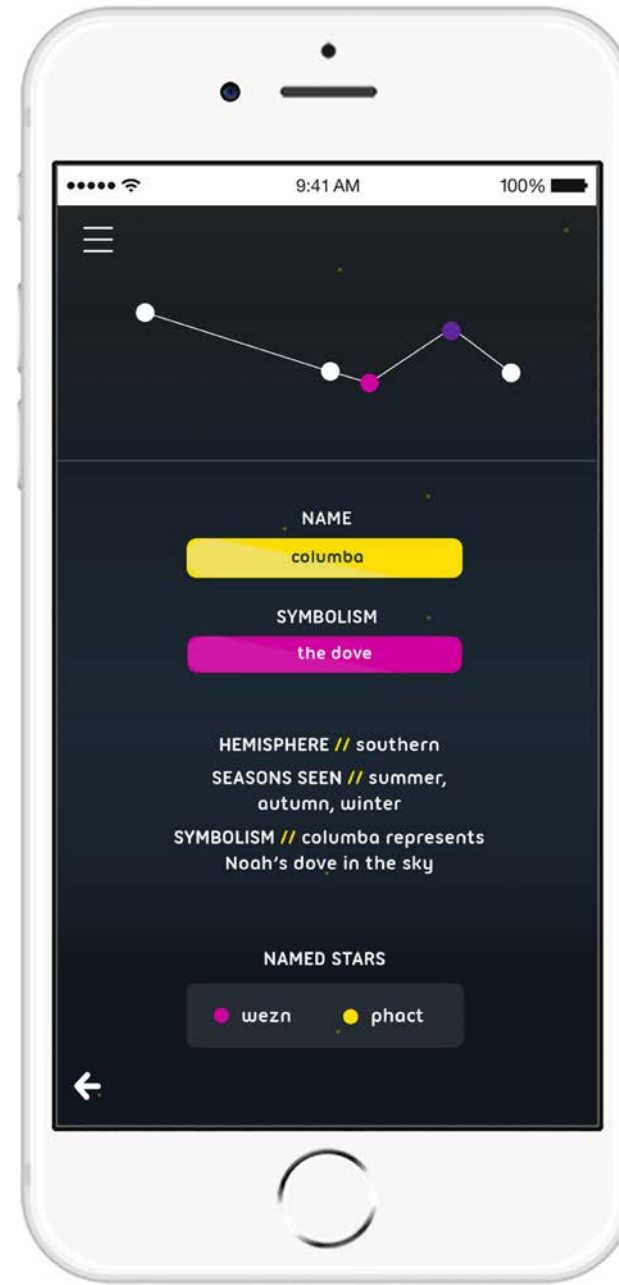 9:41 AM 100%
NAME
columba
SYMBOLISM
the dove
HEMISPHERE // southern
SEASONS SEEN // summer,
autumn, winter
SYMBOLISM // columba represents
Noah's dove in the sky
NAMED STARS
wezn phact